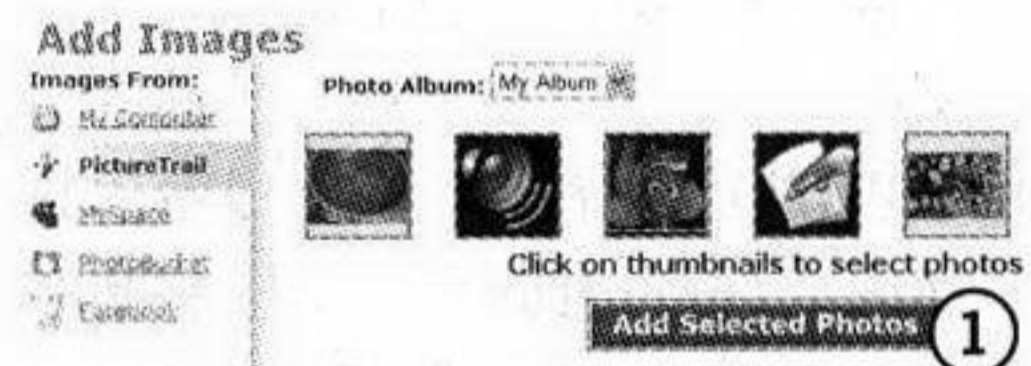 Add Images
Images From:
My Computer
PictureTrail
MySpace
Photobucket
Facebook
Photo Album: My Album
Click on thumbnails to select photos
Add Selected Photos
1